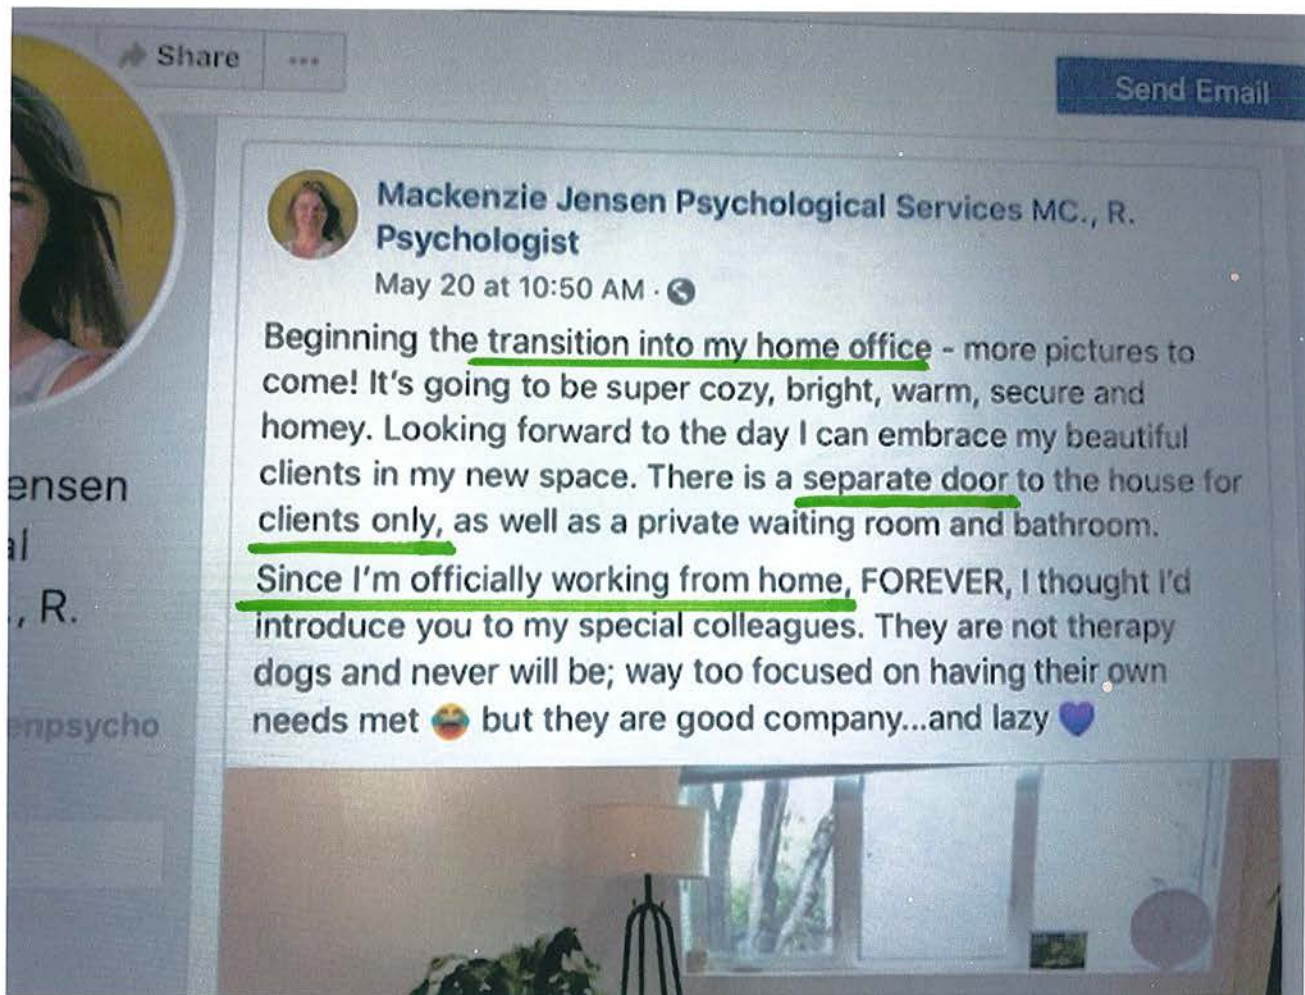 Share
Send Email
Mackenzie Jensen Psychological Services MC., R.
Psychologist
May 20 at 10:50 AM ·
Beginning the transition into my home office - more pictures to
come! It's going to be super cozy, bright, warm, secure and
homey. Looking forward to the day I can embrace my beautiful
clients in my new space. There is a separate door to the house for
clients only, as well as a private waiting room and bathroom.
Since I'm officially working from home, FOREVER, I thought I'd
introduce you to my special colleagues. They are not therapy
dogs and never will be; way too focused on having their own
needs met 😂 but they are good company...and lazy 💜
ensen
al
, R.
enpsycho